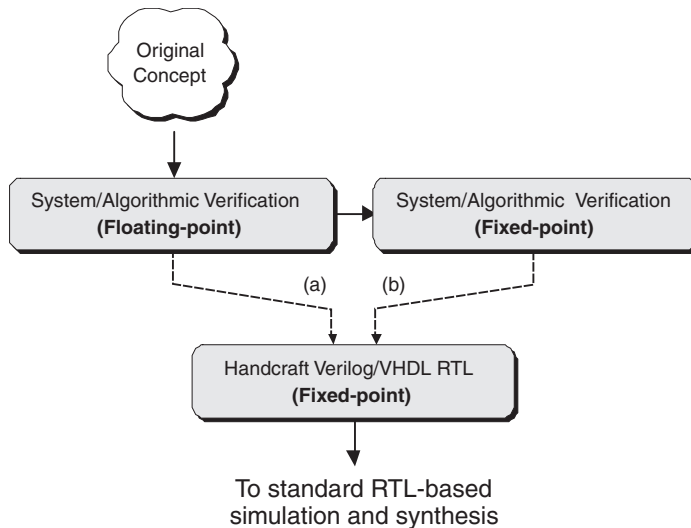 Original
Concept
System/Algorithmic Verification
(Floating-point)
System/Algorithmic Verification
(Fixed-point)
(a)
(b)
Handcraft Verilog/VHDL RTL
(Fixed-point)
To standard RTL-based
simulation and synthesis